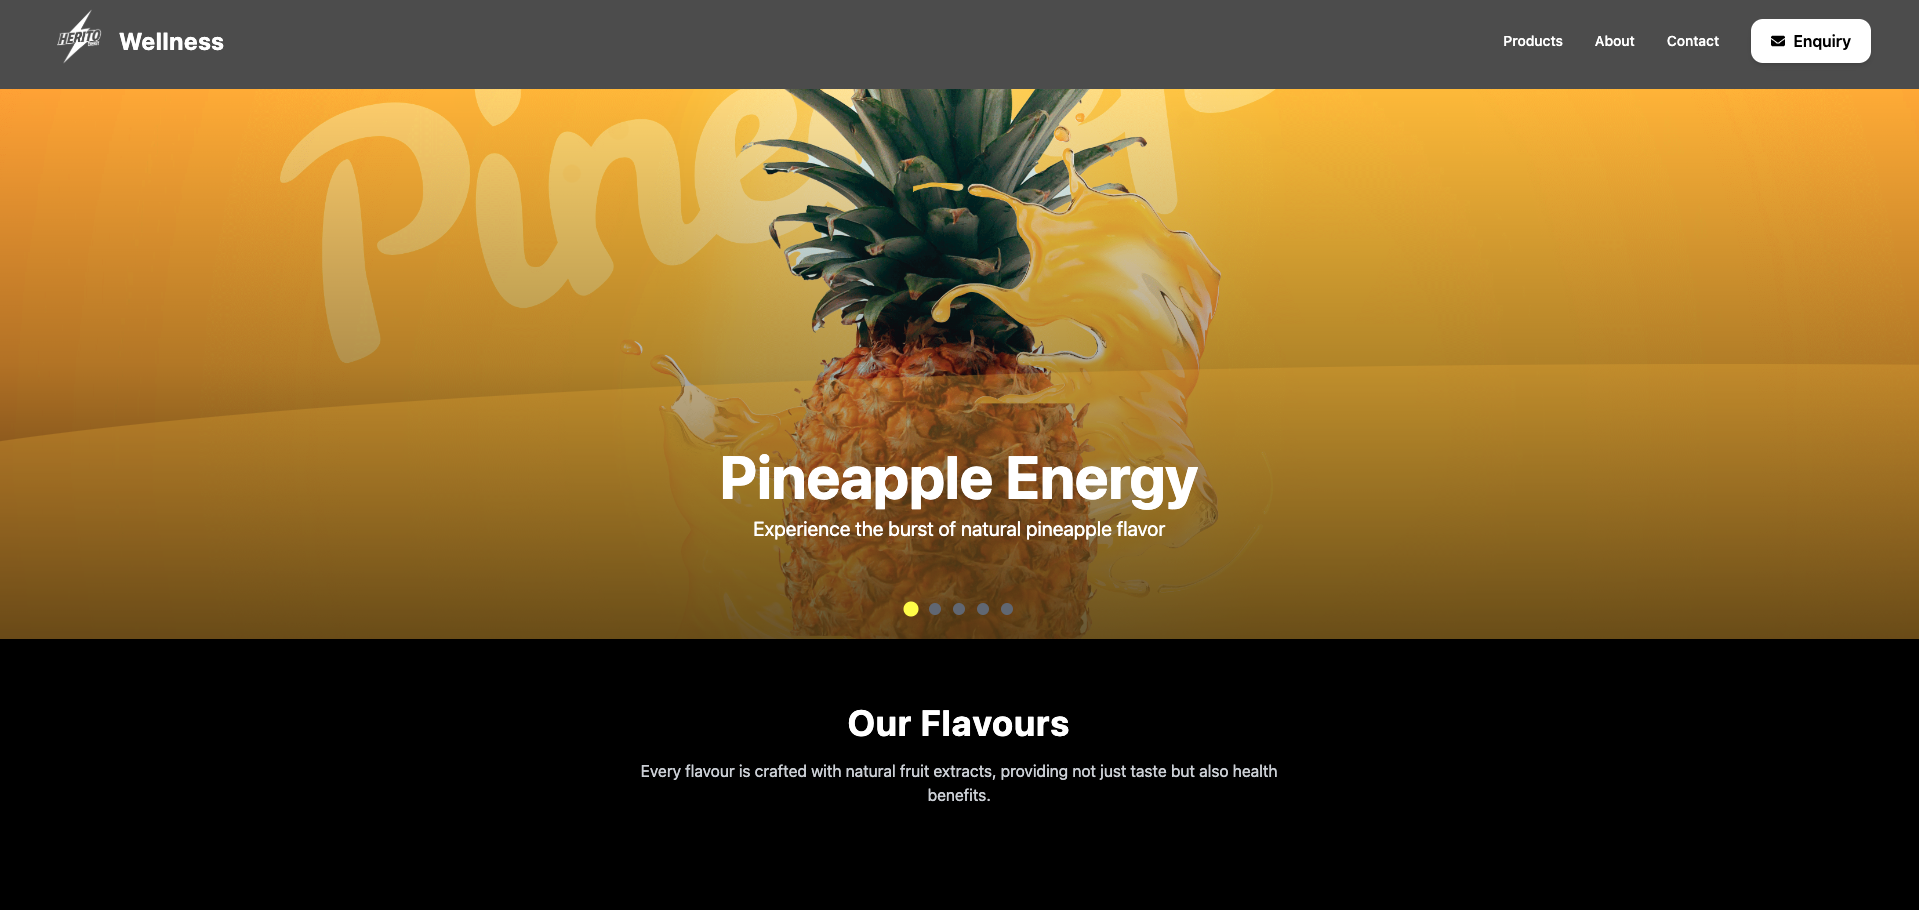 HERITO
Wellness
Products
About
Contact
Enquiry
Pine
Pineapple Energy
Experience the burst of natural pineapple flavor
Our Flavours
Every flavour is crafted with natural fruit extracts, providing not just taste but also health
benefits.